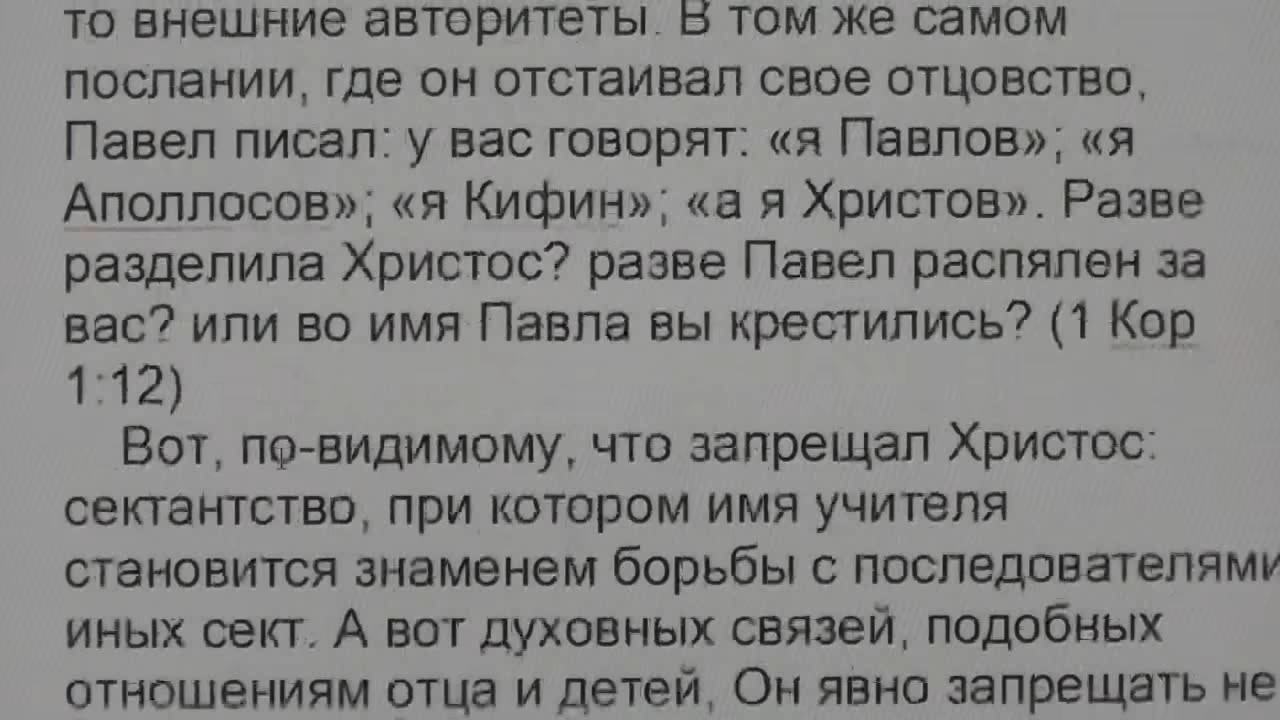 то внешние авторитеты. В том же самом
послании, где он отстаивал свое отцовство,
Павел писал: у вас говорят: «я Павлов»; «я
Аполлосов»; «я Кифин»; «а я Христов». Разве
разделила Христос? разве Павел распялен за
вас? или во имя Павла вы крестились? (1 Кор
1:12)
Вот, по-видимому, что запрещал Христос:
сектантство, при котором имя учителя
становится знаменем борьбы с последователями
иных сект. А вот духовных связей, подобных
отношениям отца и детей, Он явно запрещать не